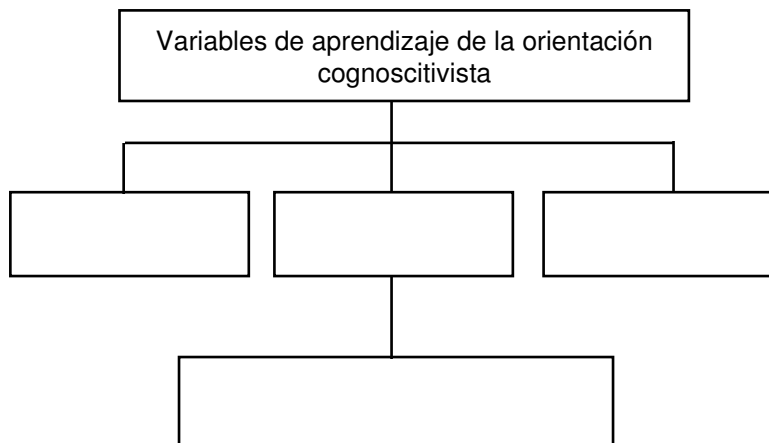 Variables de aprendizaje de la orientación
cognoscitivista